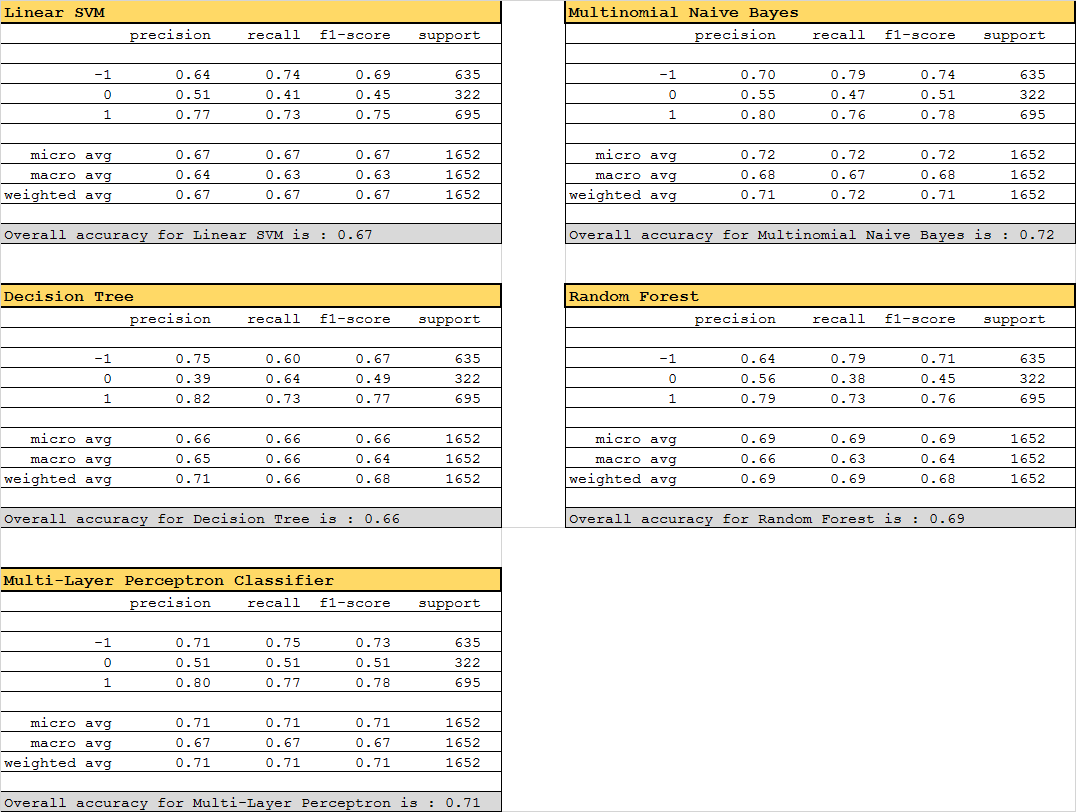 Linear SVM
precision recall f1-score support
-1 0.64 0.74 0.69 635
0 0.51 0.41 0.45 322
1 0.77 0.73 0.75 695
micro avg 0.67 0.67 0.67 1652
macro avg 0.64 0.63 0.63 1652
weighted avg 0.67 0.67 0.67 1652
Overall accuracy for Linear SVM is : 0.67
Multinomial Naive Bayes
precision recall f1-score support
-1 0.70 0.79 0.74 635
0 0.55 0.47 0.51 322
1 0.80 0.76 0.78 695
micro avg 0.72 0.72 0.72 1652
macro avg 0.68 0.67 0.68 1652
weighted avg 0.71 0.72 0.71 1652
Overall accuracy for Multinomial Naive Bayes is : 0.72
Decision Tree
precision recall f1-score support
-1 0.75 0.60 0.67 635
0 0.39 0.64 0.49 322
1 0.82 0.73 0.77 695
micro avg 0.66 0.66 0.66 1652
macro avg 0.65 0.66 0.64 1652
weighted avg 0.71 0.66 0.68 1652
Overall accuracy for Decision Tree is : 0.66
Random Forest
precision recall f1-score support
-1 0.64 0.79 0.71 635
0 0.56 0.38 0.45 322
1 0.79 0.73 0.76 695
micro avg 0.69 0.69 0.69 1652
macro avg 0.66 0.63 0.64 1652
weighted avg 0.69 0.69 0.68 1652
Overall accuracy for Random Forest is : 0.69
Multi-Layer Perceptron Classifier
precision recall f1-score support
-1 0.71 0.75 0.73 635
0 0.51 0.51 0.51 322
1 0.80 0.77 0.78 695
micro avg 0.71 0.71 0.71 1652
macro avg 0.67 0.67 0.67 1652
weighted avg 0.71 0.71 0.71 1652
Overall accuracy for Multi-Layer Perceptron is : 0.71